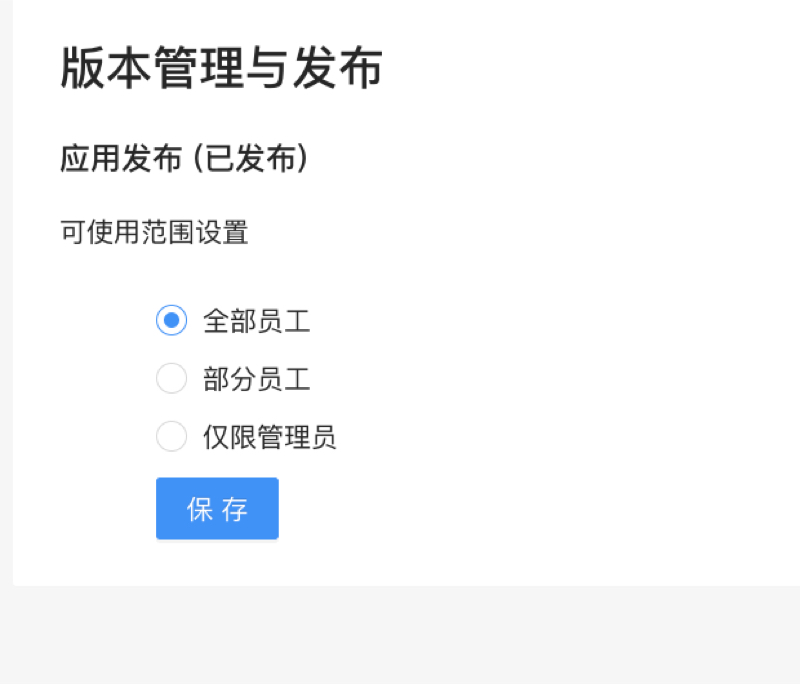 版本管理与发布
应用发布 (已发布)
可使用范围设置
全部员工
部分员工
仅限管理员
保 存